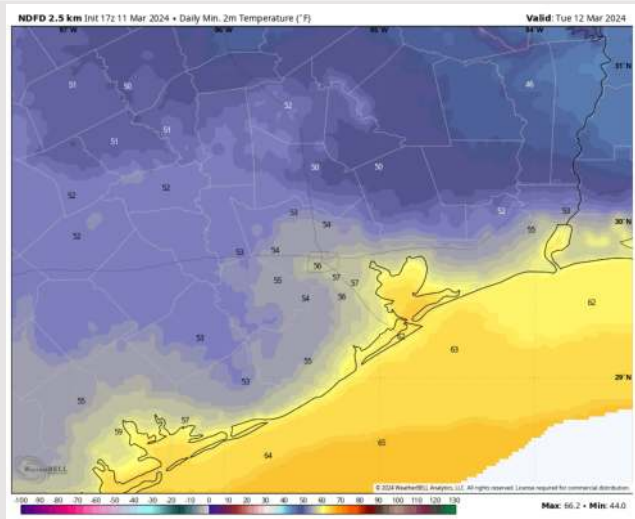 NDFD 2.5 km Init 17z 11 Mar 2024 • Daily Min. 2m Temperature (°F) Valid: Tue 12 Mar 2024
97°W 96°W 95°W 94°W
31°N
46
51 50
52
51 51
50 50
52 52
53 54 52 53
52 55
30°N
53 54
56
55 57 57
54 56
62
53 62 63
55
53
29°N
55
57
59
65
64
WeatherBELL
© 2024 WeatherBELL Analytics, LLC. All rights reserved. License required for commercial distribution.
-100 -90 -80 -70 -60 -50 -40 -30 -20 -10 0 10 20 30 40 50 60 70 80 90 100 110 120 130
Max: 66.2 • Min: 44.0